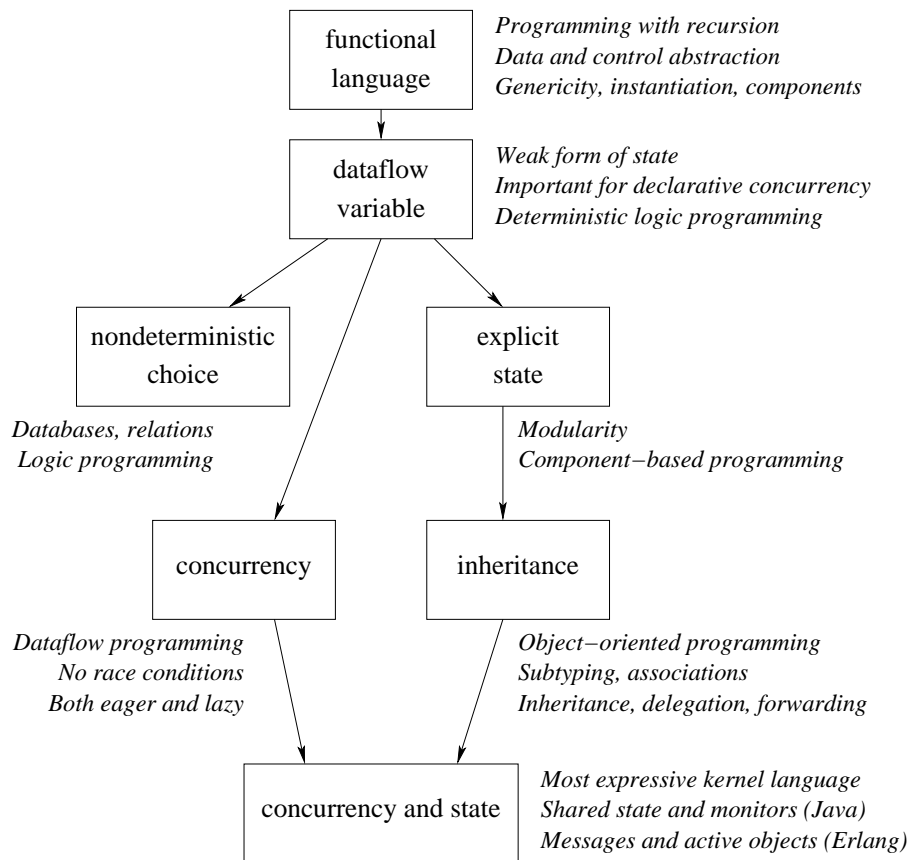 functional
language
Programming with recursion
Data and control abstraction
Genericity, instantiation, components
dataflow
variable
Weak form of state
Important for declarative concurrency
Deterministic logic programming
nondeterministic
choice
Databases, relations
Logic programming
explicit
state
Modularity
Component−based programming
concurrency
Dataflow programming
No race conditions
Both eager and lazy
inheritance
Object−oriented programming
Subtyping, associations
Inheritance, delegation, forwarding
concurrency and state
Most expressive kernel language
Shared state and monitors (Java)
Messages and active objects (Erlang)